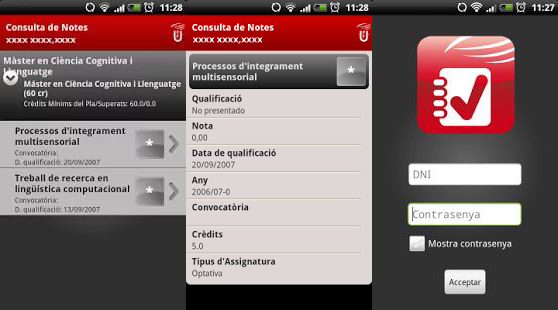 11:28
Consulta de Notes
xxxx xxxx,xxxx
Màster en Ciència Cognitiva i
Llenguatge
Máster en Ciència Cognitiva i Llenguatge
(60 cr)
Crèdits Mínims del Pla/Superats: 60.0/0.0
Processos d'integrament
multisensorial
Convocatòria:
D. qualificació: 20/09/2007
*
Treball de recerca en
lingüística computacional
Convocatòria:
D. qualificació: 13/09/2007
*
11:28
Consulta de Notes
xxxx xxxx,xxxx
Processos d'integrament
multisensorial
*
Qualificació
No presentado
Nota
0,00
Data de qualificació
20/09/2007
Any
2006/07-0
Convocatòria
Crèdits
5.0
Tipus d'Assignatura
Optativa
11:27
DNI
Contrasenya
Mostra contrasenya
Acceptar